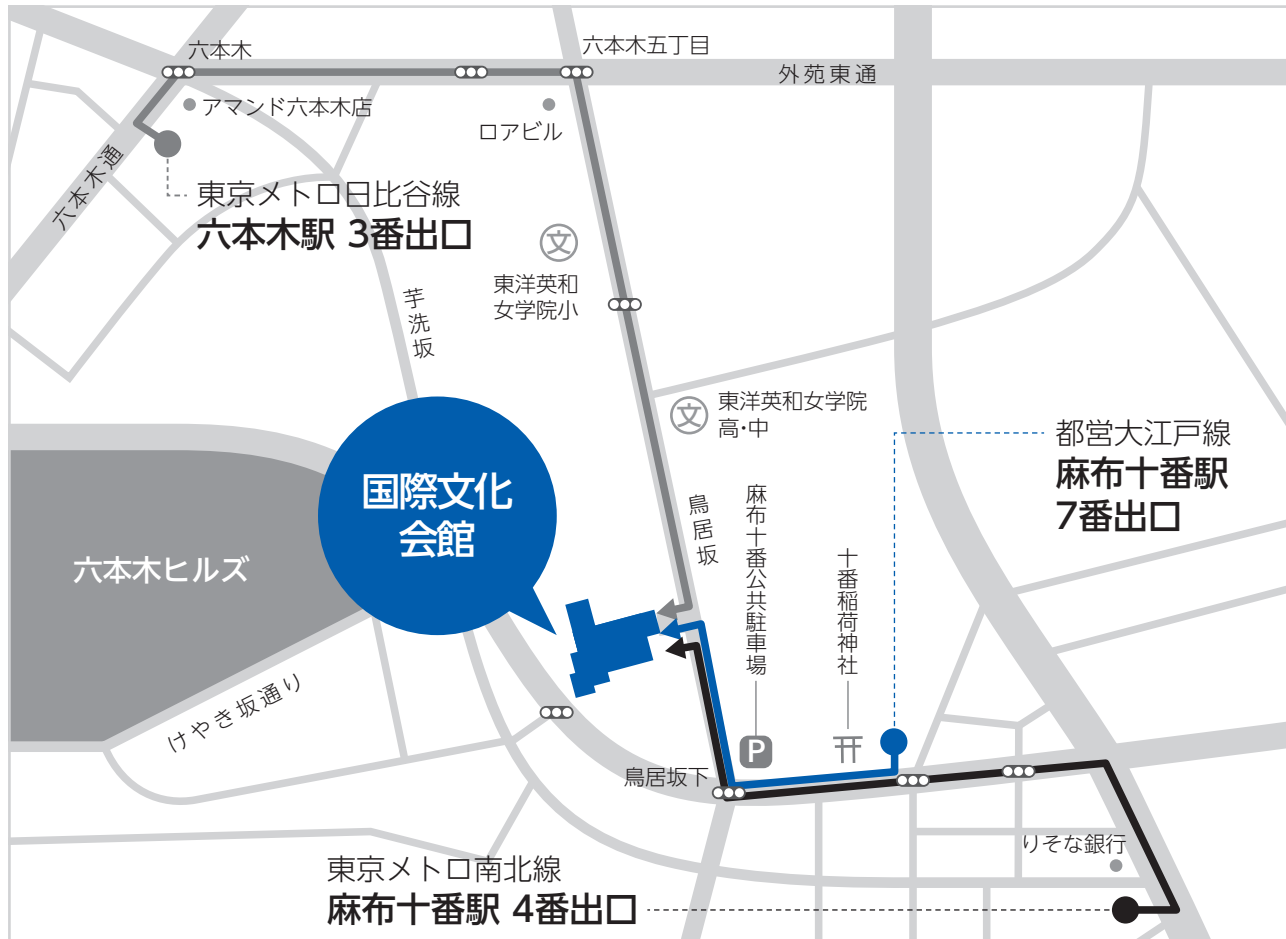 六本木
六本木五丁目
外苑東通
アマンド六本木店
ロアビル
六本木通
東京メトロ日比谷線
六本木駅 3番出口
文
東洋英和
女学院小
芋洗坂
文
東洋英和女学院
高・中
都営大江戸線
麻布十番駅
7番出口
国際文化
会館
鳥居坂
麻布十番公共駐車場
十番稲荷神社
六本木ヒルズ
けやき坂通り
P
鳥居坂下
りそな銀行
東京メトロ南北線
麻布十番駅 4番出口